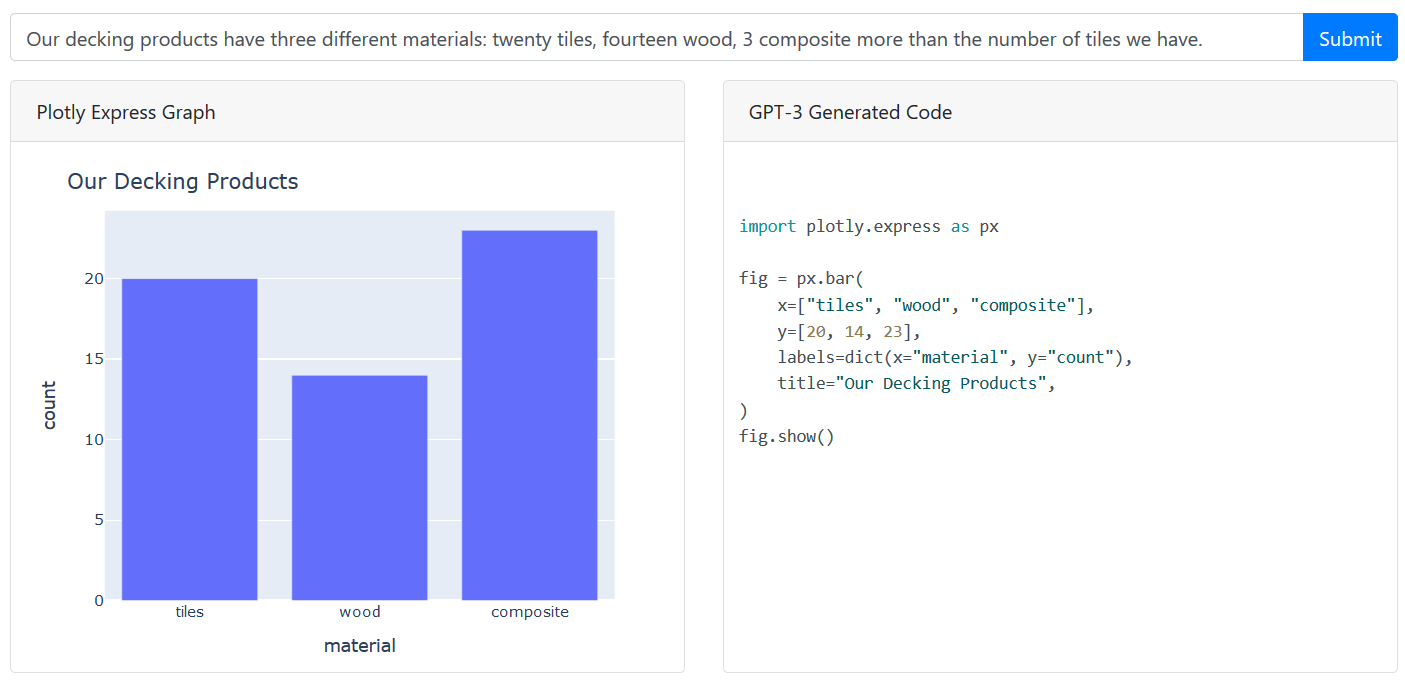 Our decking products have three different materials: twenty tiles, fourteen wood, 3 composite more than the number of tiles we have.
Submit
Plotly Express Graph
Our Decking Products
20
15
10
5
0
count
tiles wood composite
material
GPT-3 Generated Code
import plotly.express as px
fig = px.bar(
    x=["tiles", "wood", "composite"],
    y=[20, 14, 23],
    labels=dict(x="material", y="count"),
    title="Our Decking Products",
)
fig.show()